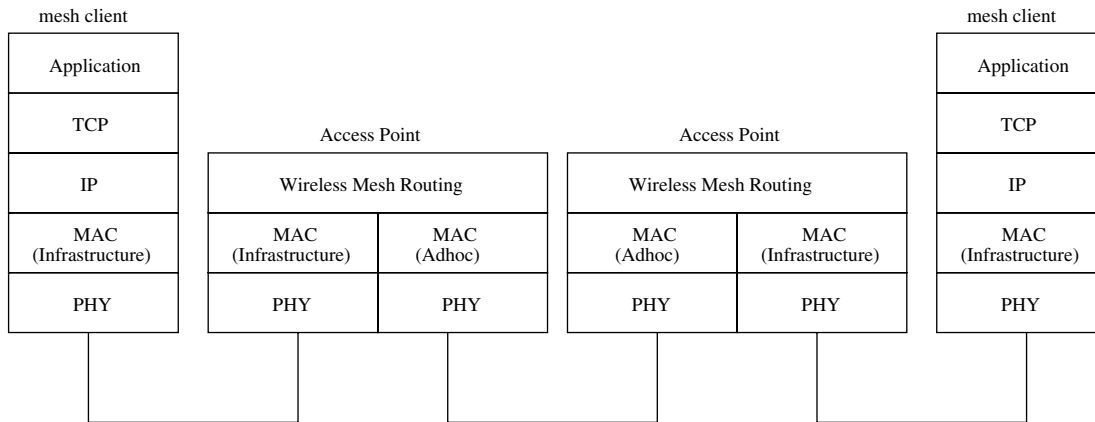 mesh client
Application
TCP
IP
MAC
(Infrastructure)
PHY
Access Point
Wireless Mesh Routing
MAC
(Infrastructure)
MAC
(Adhoc)
PHY
PHY
Access Point
Wireless Mesh Routing
MAC
(Adhoc)
MAC
(Infrastructure)
PHY
PHY
mesh client
Application
TCP
IP
MAC
(Infrastructure)
PHY